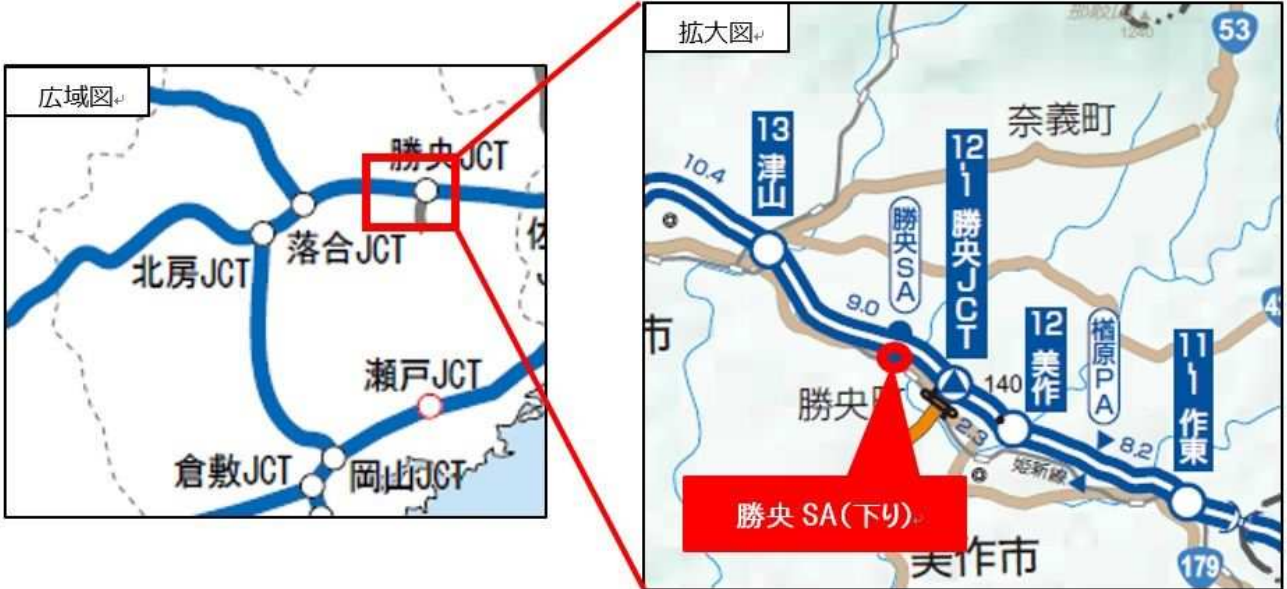 広域図
勝央JCT
落合JCT
北房JCT
瀬戸JCT
倉敷JCT
岡山JCT
拡大図
1240
53
奈義町
13 津山
10.4
12-1 勝央JCT
勝央SA
9.0
12 美作
楢原PA
11-1 作東
市
勝央町
140
2.3
8.2
姫新線
勝央 SA(下り)
美作市
179